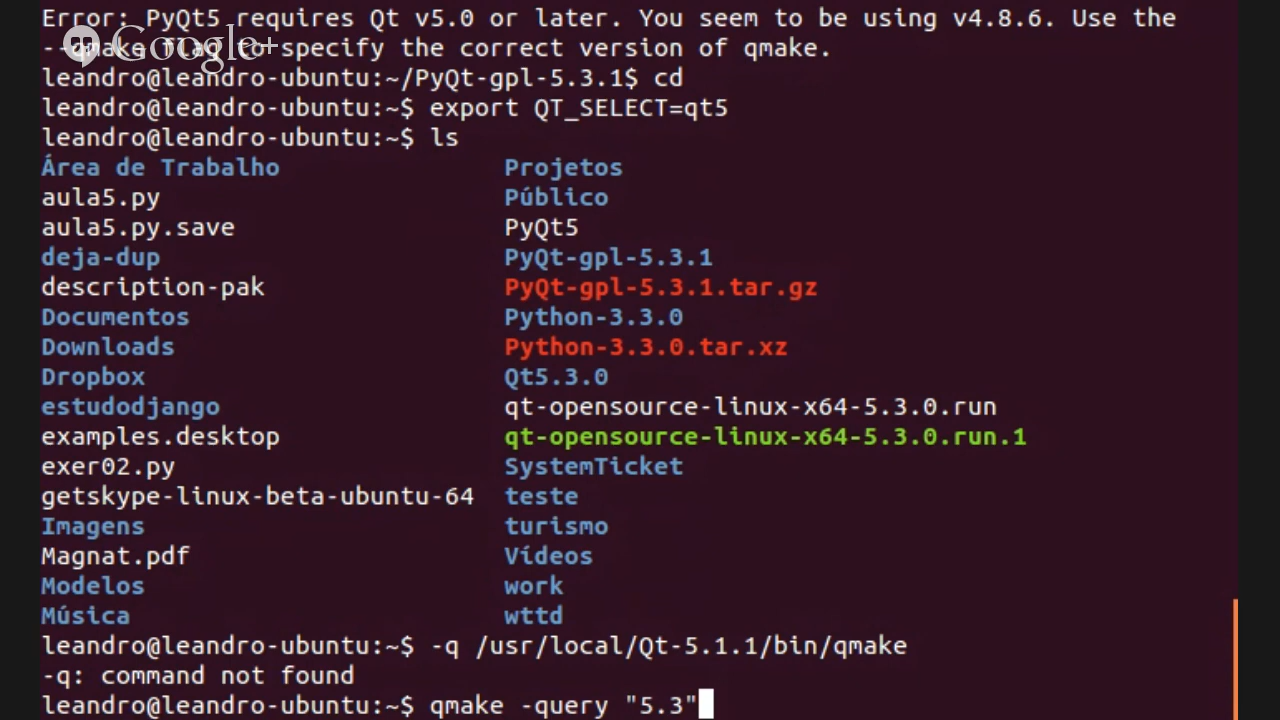 Error: PyQt5 requires Qt v5.0 or later. You seem to be using v4.8.6. Use the
--qmake flag to specify the correct version of qmake.
Google+
leandro@leandro-ubuntu:~/PyQt-gpl-5.3.1$ cd
leandro@leandro-ubuntu:~$ export QT_SELECT=qt5
leandro@leandro-ubuntu:~$ ls
Área de Trabalho Projetos
aula5.py Público
aula5.py.save PyQt5
deja-dup PyQt-gpl-5.3.1
description-pak PyQt-gpl-5.3.1.tar.gz
Documentos Python-3.3.0
Downloads Python-3.3.0.tar.xz
Dropbox Qt5.3.0
estudodjango qt-opensource-linux-x64-5.3.0.run
examples.desktop qt-opensource-linux-x64-5.3.0.run.1
exer02.py SystemTicket
getskype-linux-beta-ubuntu-64 teste
Imagens turismo
Magnat.pdf Vídeos
Modelos work
Música wttd
leandro@leandro-ubuntu:~$ -q /usr/local/Qt-5.1.1/bin/qmake
-q: command not found
leandro@leandro-ubuntu:~$ qmake -query "5.3"